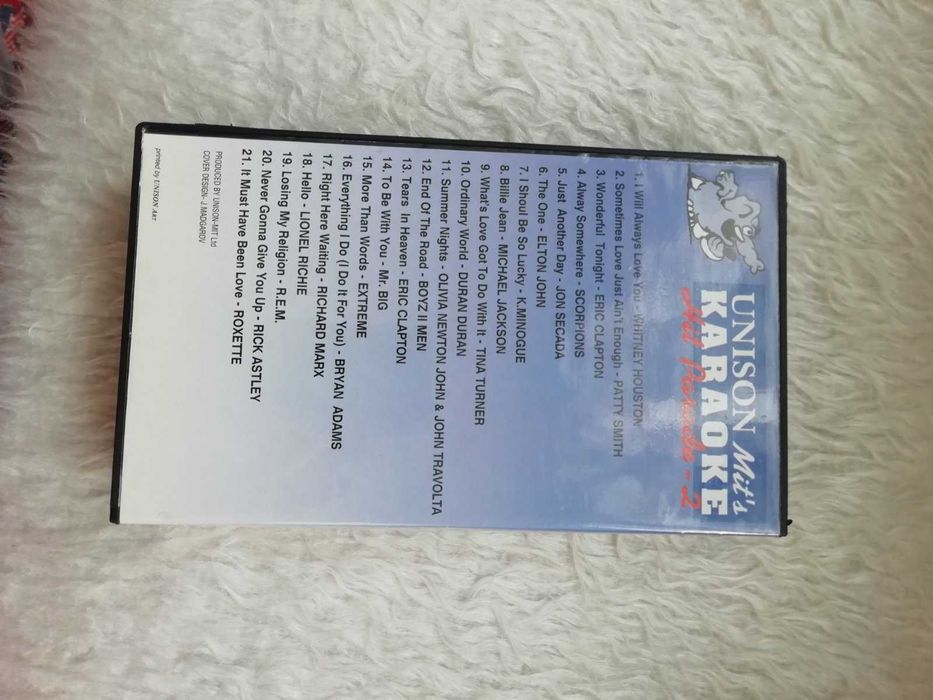 UNISON Mit's
KARAOKE
Hit Parade - 2
1. I Will Always Love You - WHITNEY HOUSTON
2. Sometimes Love Just Ain't Enough - PATTY SMITH
3. Wonderful Tonight - ERIC CLAPTON
4. Alway Somewhere - SCORPIONS
5. Just Another Day - JON SECADA
6. The One - ELTON JOHN
7. I Shoul Be So Lucky - K.MINOGUE
8. Billie Jean - MICHAEL JACKSON
9. What's Love Got To Do With It - TINA TURNER
10. Ordinary World - DURAN DURAN
11. Summer Nights - OLIVIA NEWTON JOHN & JOHN TRAVOLTA
12. End Of The Road - BOYZ II MEN
13. Tears In Heaven - ERIC CLAPTON
14. To Be With You - Mr. BIG
15. More Than Words - EXTREME
16. Everything I Do (I Do It For You) - BRYAN ADAMS
17. Right Here Waiting - RICHARD MARX
18. Hello - LIONEL RICHIE
19. Losing My Religion - R.E.M.
20. Never Gonna Give You Up - RICK ASTLEY
21. It Must Have Been Love - ROXETTE
PRODUCED BY UNISON-MIT Ltd
COVER DESIGN - J. MADGAROV
printed by UNISON ART